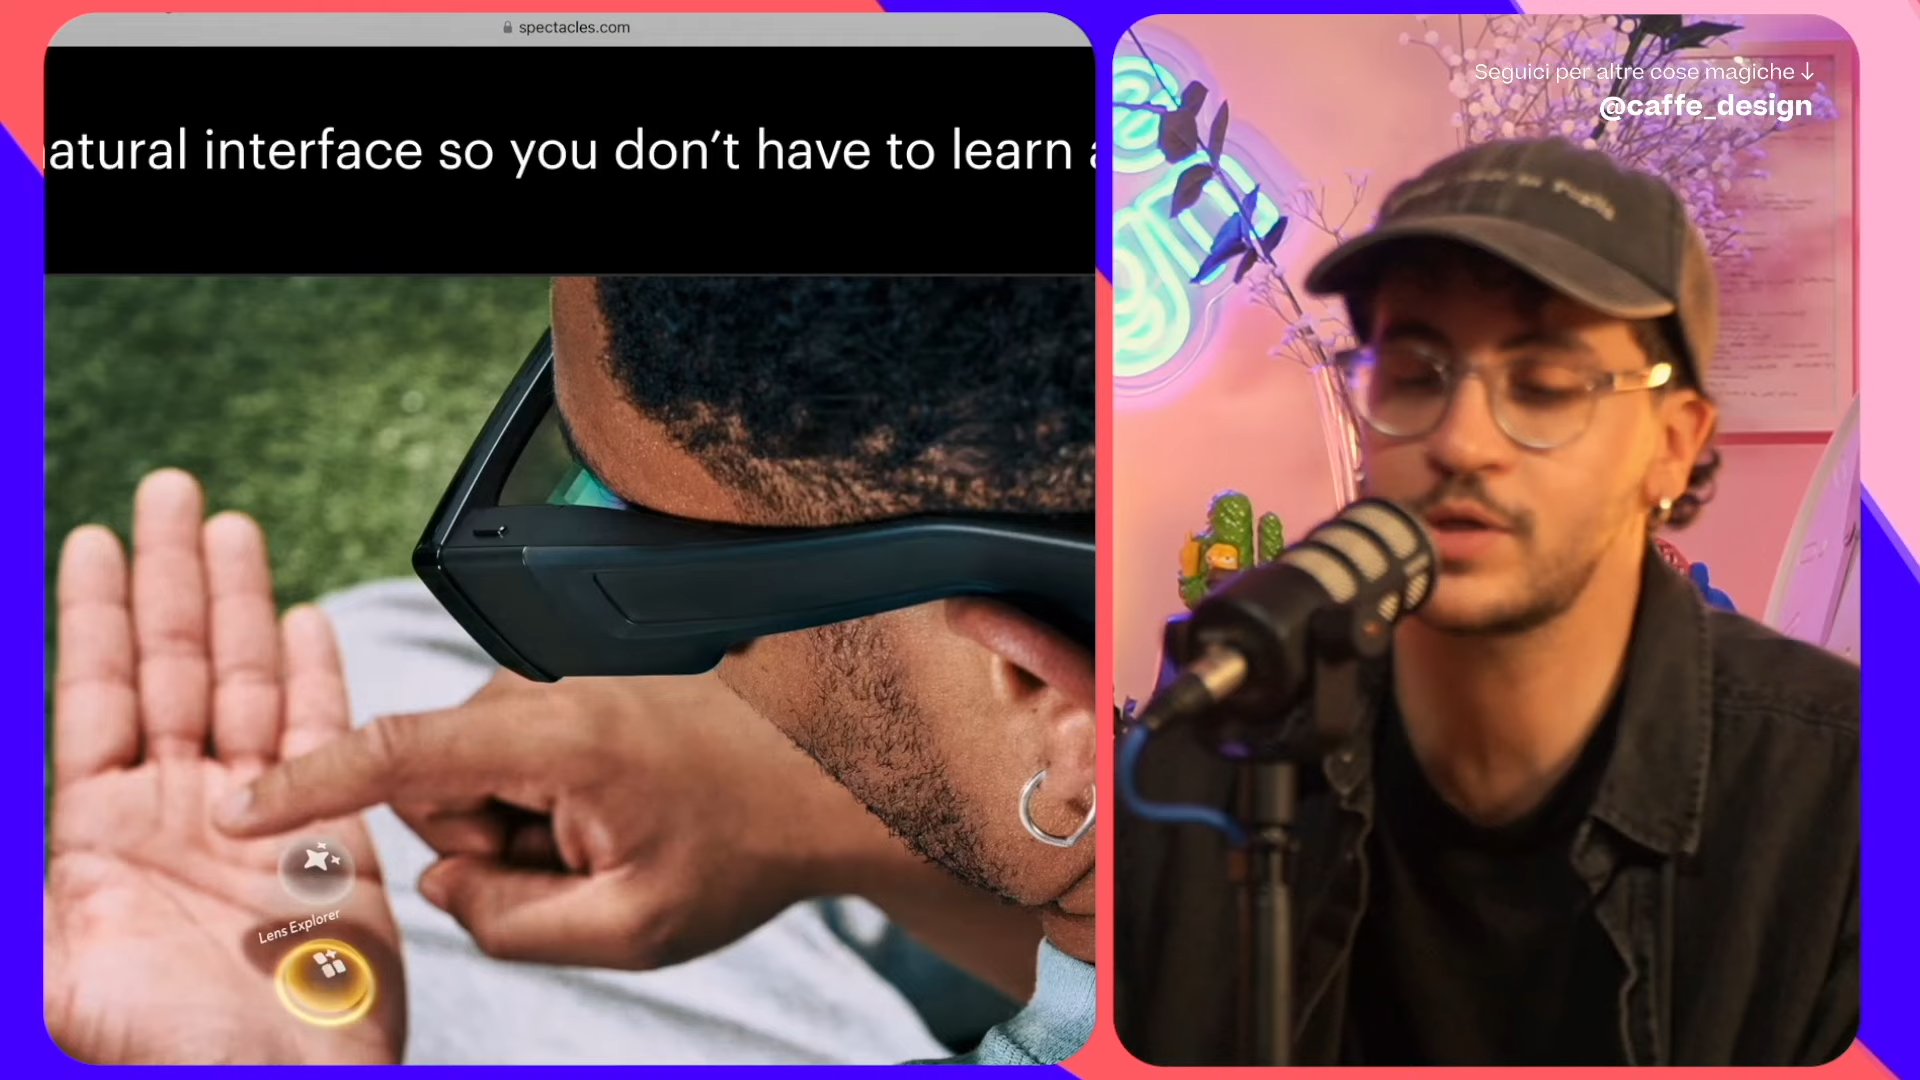 spectacles.com
atural interface so you don’t have to learn
Lens Explorer
Seguici per altre cose magiche ↓
@caffe_design